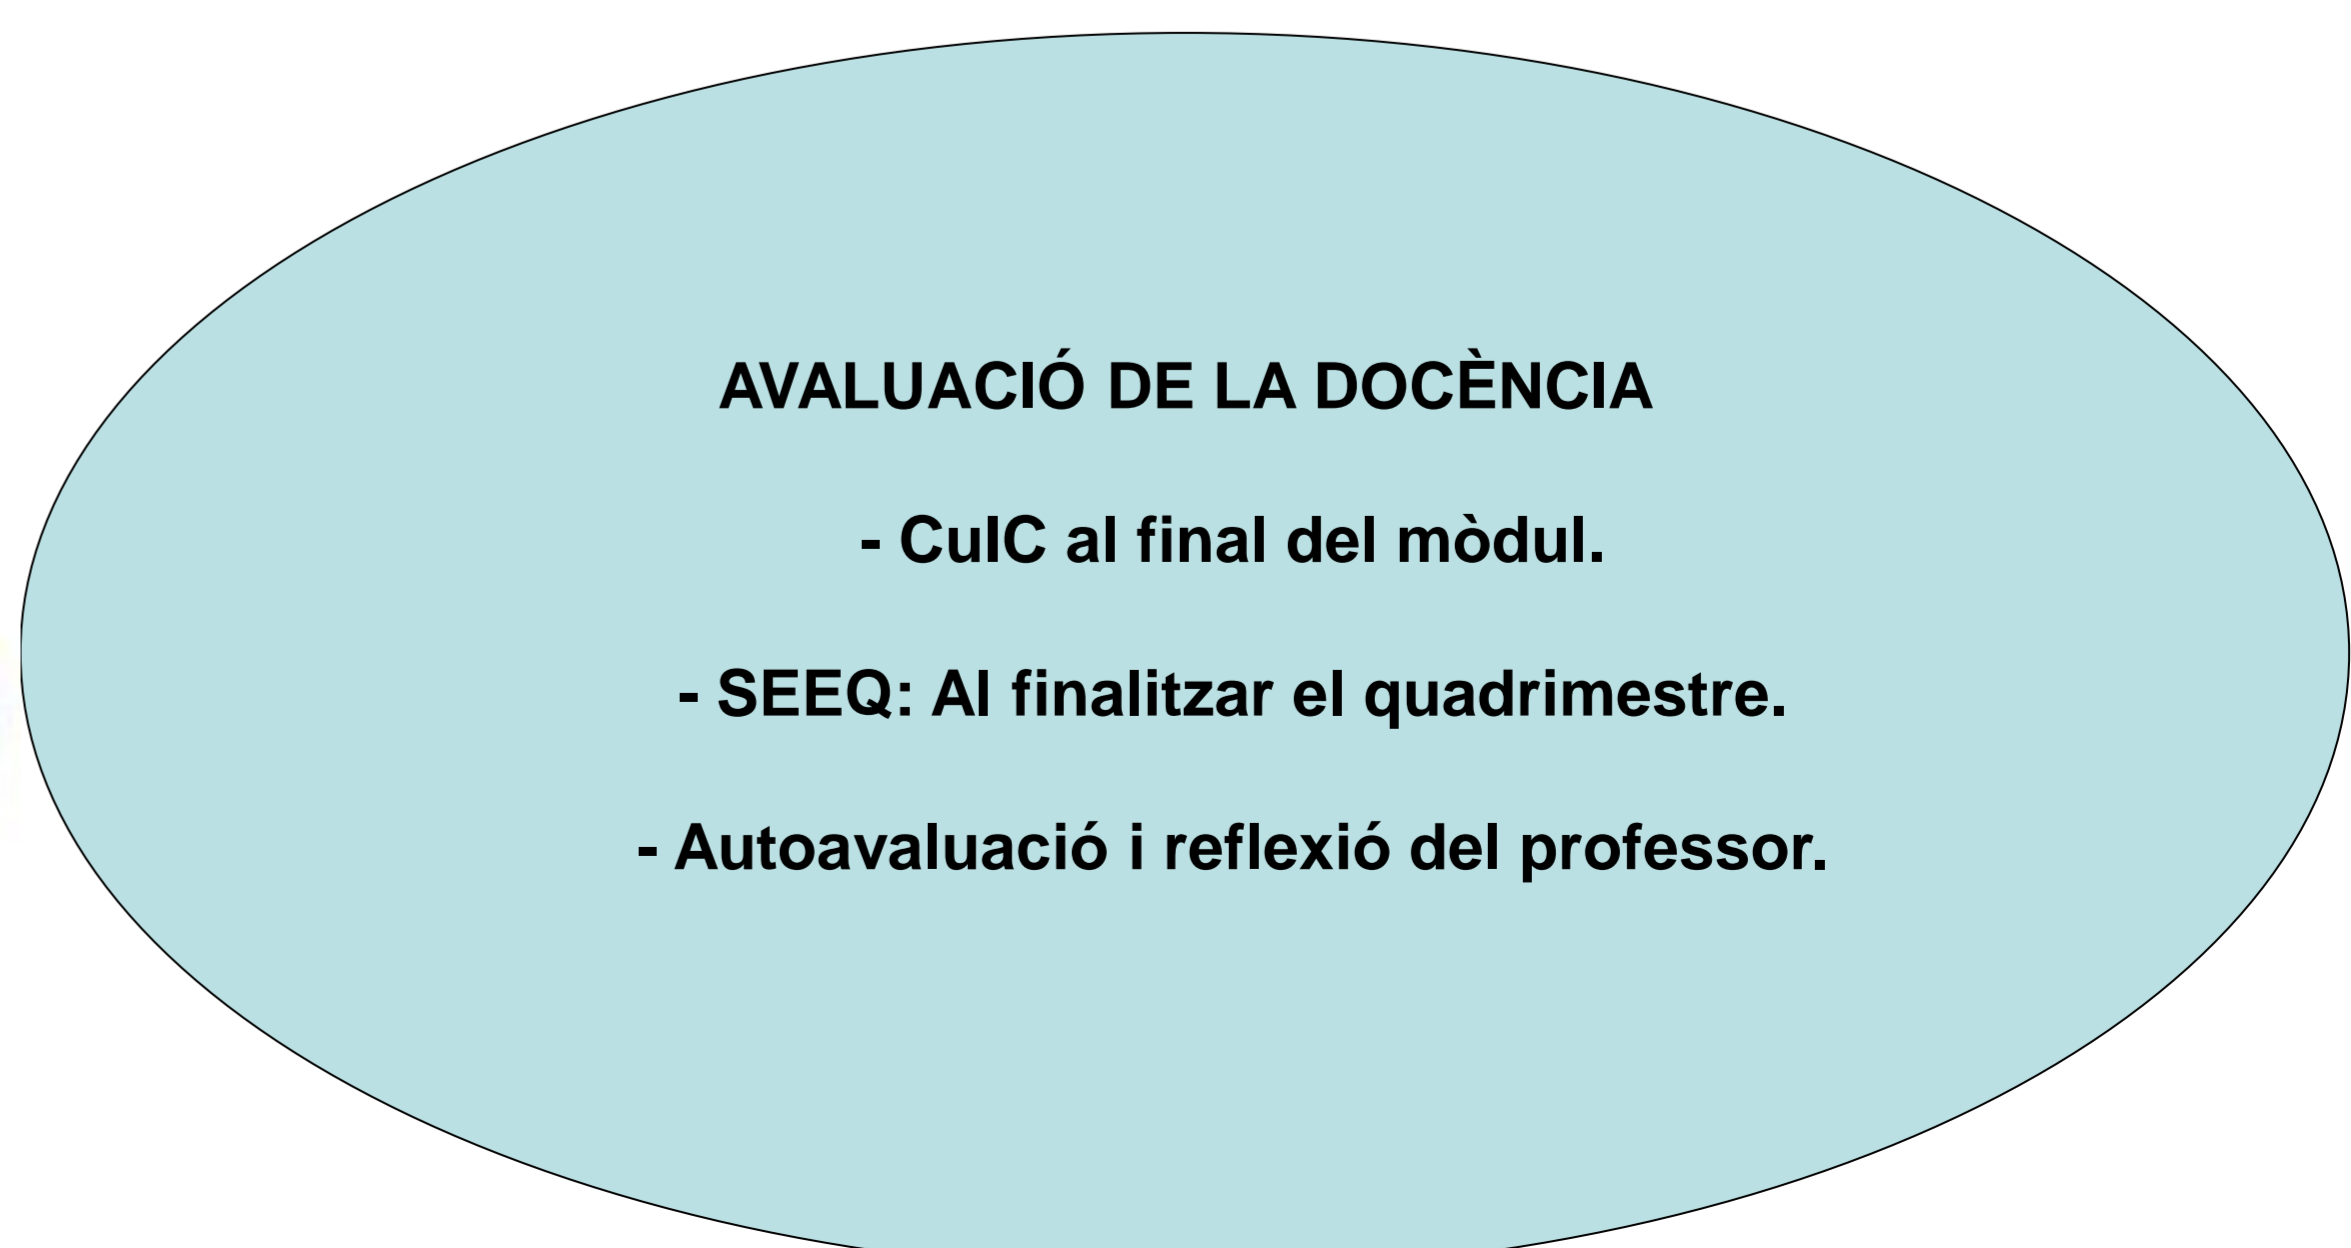 AVALUACIÓ DE LA DOCÈNCIA
- CuIC al final del mòdul.
- SEEQ: Al finalitzar el quadrimestre.
- Autoavaluació i reflexió del professor.